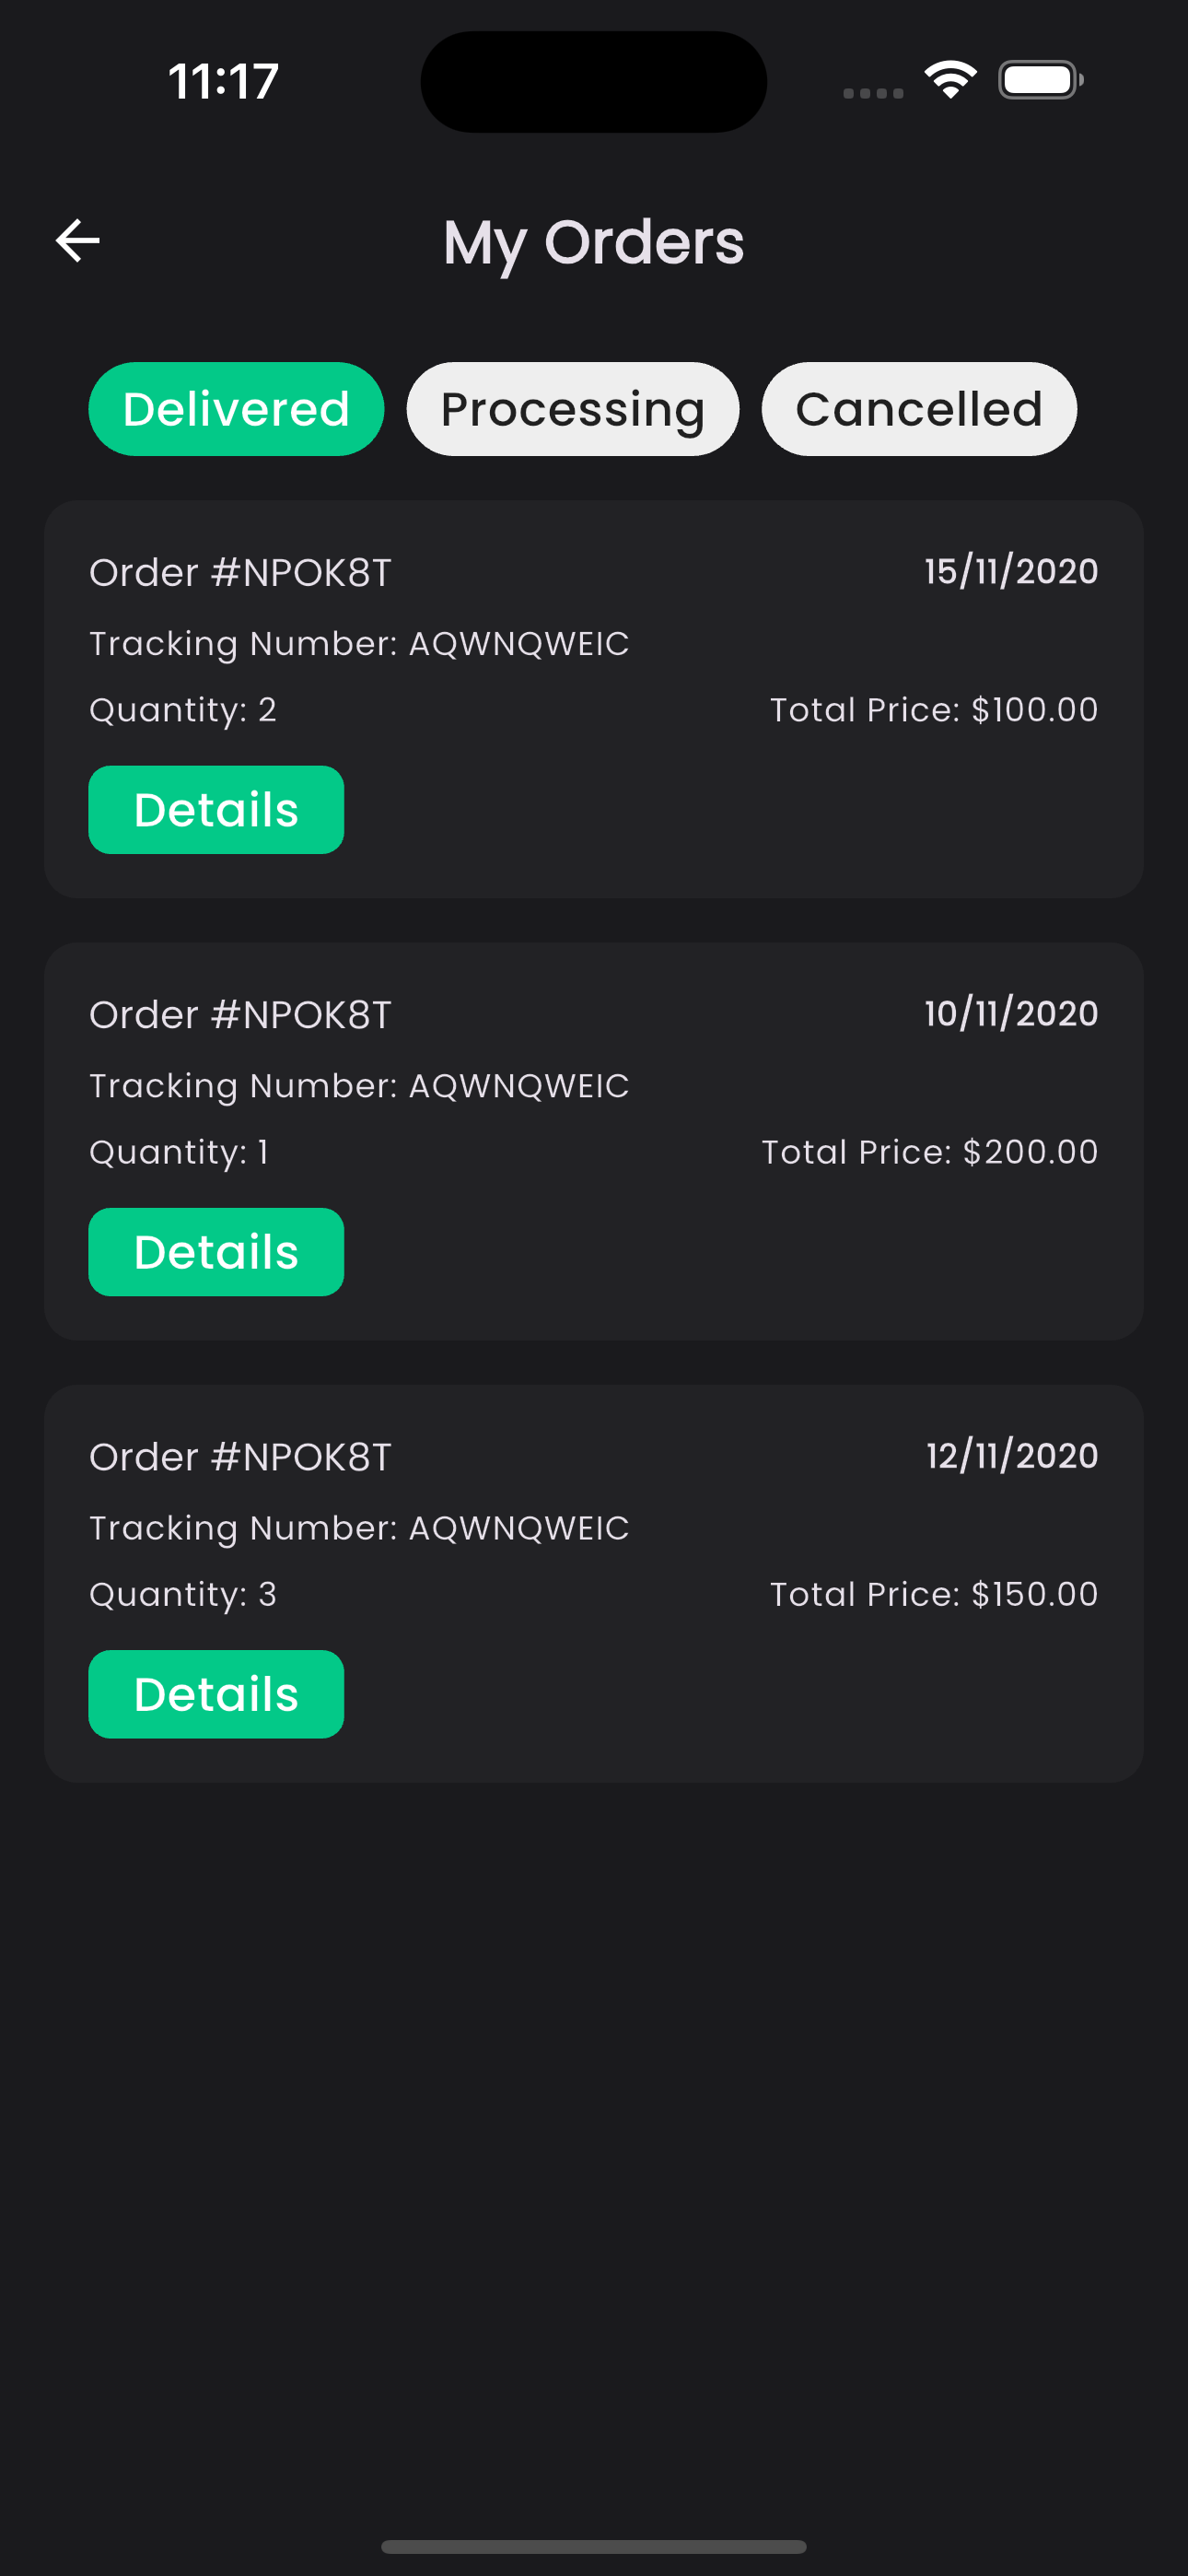 11:17
My Orders
Delivered Processing Cancelled
Order #NPOK8T 15/11/2020
Tracking Number: AQWNQWEIC
Quantity: 2 Total Price: $100.00
Details
Order #NPOK8T 10/11/2020
Tracking Number: AQWNQWEIC
Quantity: 1 Total Price: $200.00
Details
Order #NPOK8T 12/11/2020
Tracking Number: AQWNQWEIC
Quantity: 3 Total Price: $150.00
Details